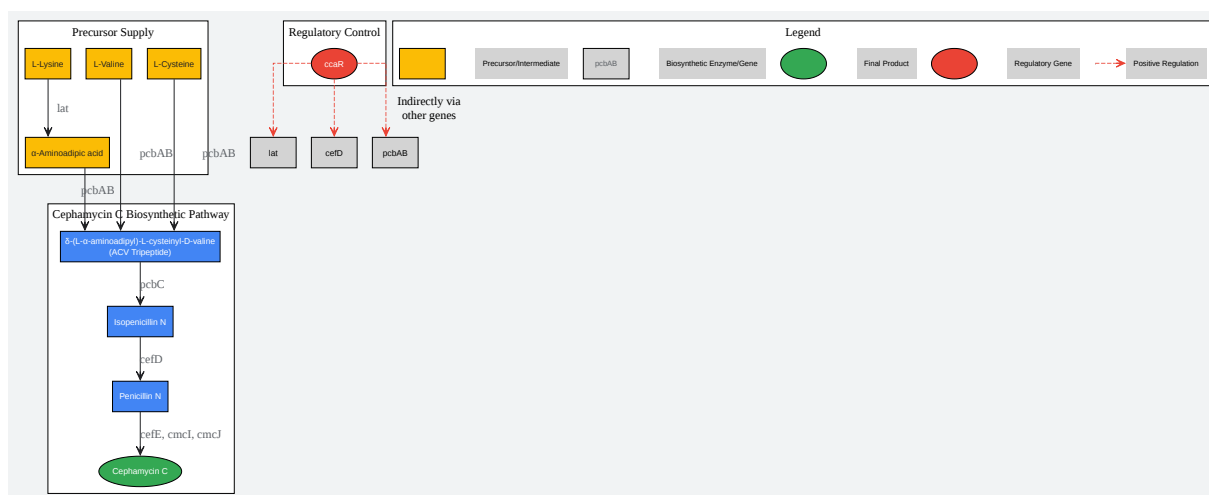 Precursor Supply
L-Lysine
L-Valine
L-Cysteine
lat
α-Aminoadipic acid
pcbAB
pcbAB
pcbAB
Regulatory Control
ccaR
Indirectly via
other genes
lat
cefD
pcbAB
Legend
Precursor/Intermediate
pcbAB
Biosynthetic Enzyme/Gene
Final Product
Regulatory Gene
Positive Regulation
Cephamycin C Biosynthetic Pathway
δ-(L-α-aminoadipyl)-L-cysteinyl-D-valine
(ACV Tripeptide)
pcbC
Isopenicillin N
cefD
Penicillin N
cefE, cmcI, cmcJ
Cephamycin C